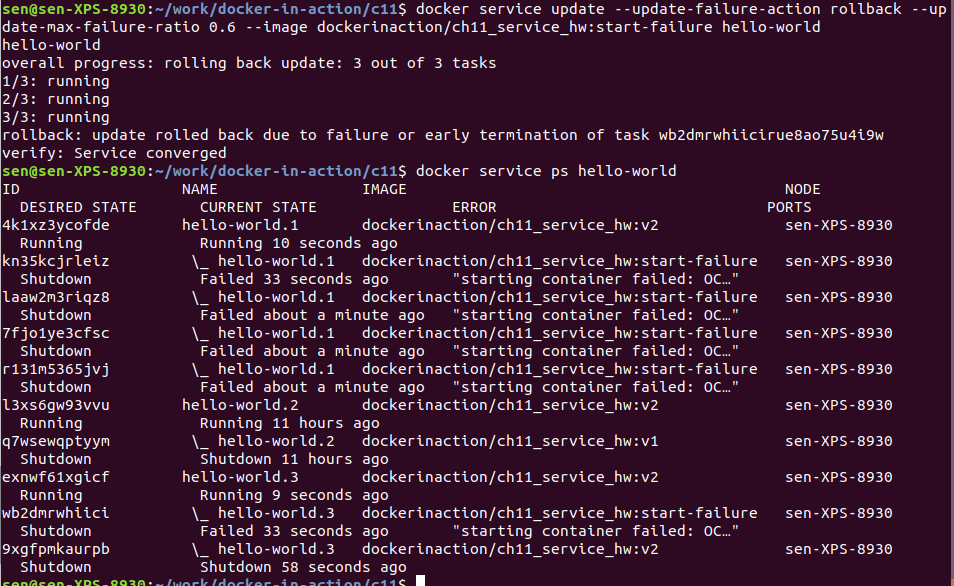 sen@sen-XPS-8930:~/work/docker-in-action/c11$ docker service update --update-failure-action rollback --up
date-max-failure-ratio 0.6 --image dockerinaction/ch11_service_hw:start-failure hello-world
hello-world
overall progress: rolling back update: 3 out of 3 tasks
1/3: running
2/3: running
3/3: running
rollback: update rolled back due to failure or early termination of task wb2dmrwhiicirue8ao75u4i9w
verify: Service converged
sen@sen-XPS-8930:~/work/docker-in-action/c11$ docker service ps hello-world
ID                  NAME                IMAGE                                          NODE
  DESIRED STATE       CURRENT STATE               ERROR                              PORTS
4k1xz3ycofde        hello-world.1       dockerinaction/ch11_service_hw:v2              sen-XPS-8930
  Running             Running 10 seconds ago
kn35kcjrleiz         \_ hello-world.1   dockerinaction/ch11_service_hw:start-failure   sen-XPS-8930
  Shutdown            Failed 33 seconds ago       "starting container failed: OC…"
laaw2m3riqz8         \_ hello-world.1   dockerinaction/ch11_service_hw:start-failure   sen-XPS-8930
  Shutdown            Failed about a minute ago   "starting container failed: OC…"
7fjo1ye3cfsc         \_ hello-world.1   dockerinaction/ch11_service_hw:start-failure   sen-XPS-8930
  Shutdown            Failed about a minute ago   "starting container failed: OC…"
r131m5365jvj         \_ hello-world.1   dockerinaction/ch11_service_hw:start-failure   sen-XPS-8930
  Shutdown            Failed about a minute ago   "starting container failed: OC…"
l3xs6gw93vvu        hello-world.2       dockerinaction/ch11_service_hw:v2              sen-XPS-8930
  Running             Running 11 hours ago
q7wsewqptyym         \_ hello-world.2   dockerinaction/ch11_service_hw:v1              sen-XPS-8930
  Shutdown            Shutdown 11 hours ago
exnwf61xgicf        hello-world.3       dockerinaction/ch11_service_hw:v2              sen-XPS-8930
  Running             Running 9 seconds ago
wb2dmrwhiici         \_ hello-world.3   dockerinaction/ch11_service_hw:start-failure   sen-XPS-8930
  Shutdown            Failed 33 seconds ago       "starting container failed: OC…"
9xgfpmkaurpb         \_ hello-world.3   dockerinaction/ch11_service_hw:v2              sen-XPS-8930
  Shutdown            Shutdown 58 seconds ago
sen@sen-XPS-8930:~/work/docker-in-action/c11$